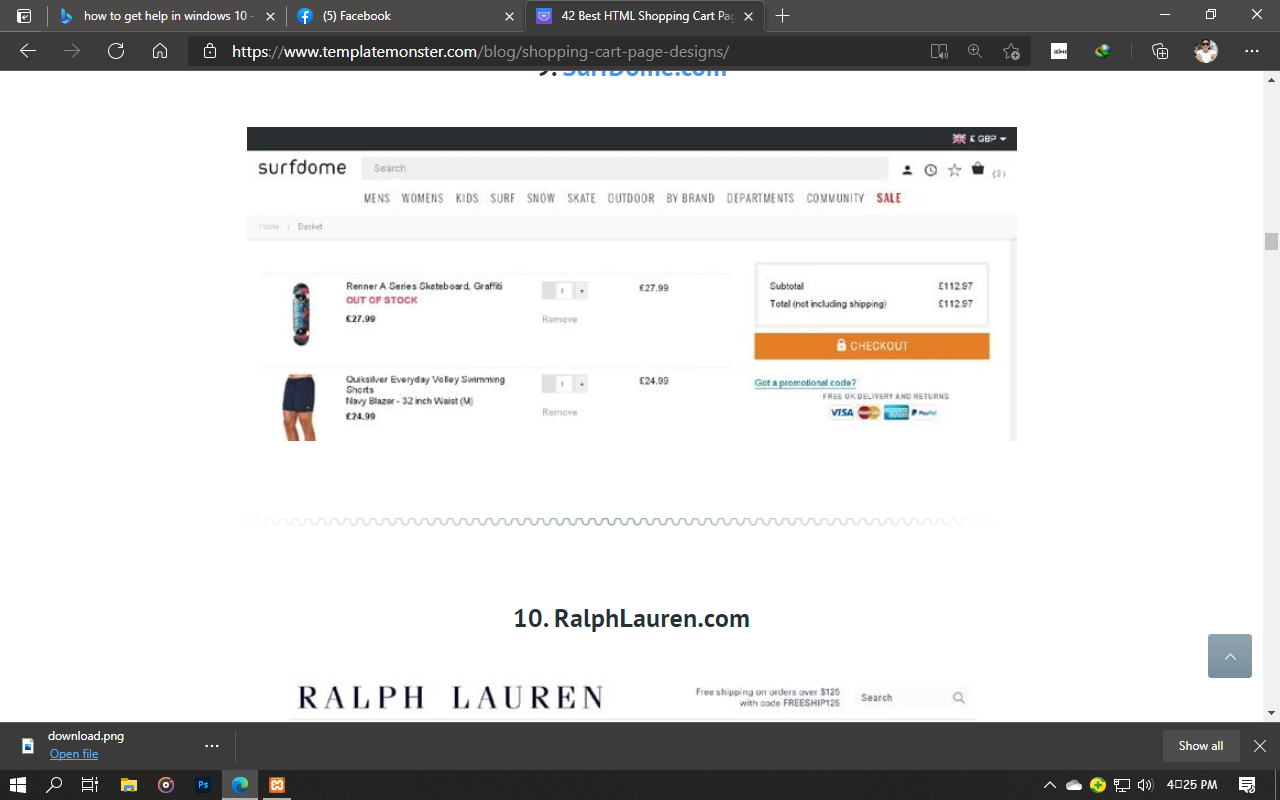 how to get help in windows 10 -
(5) Facebook
42 Best HTML Shopping Cart Pag
https://www.templatemonster.com/blog/shopping-cart-page-designs/
9. SurfDome.com
£ GBP
surfdome
Search
(3)
MENS WOMENS KIDS SURF SNOW SKATE OUTDOOR BY BRAND DEPARTMENTS COMMUNITY SALE
Home / Basket
Renner A Series Skateboard, Graffiti
OUT OF STOCK
£27.99
1
£27.99
Remove
Subtotal £112.97
Total (not including shipping) £112.97
CHECKOUT
Quiksilver Everyday Volley Swimming
Shorts
Navy Blazer - 32 inch Waist (M)
£24.99
1
£24.99
Remove
Got a promotional code?
FREE UK DELIVERY AND RETURNS
VISA PayPal
10. RalphLauren.com
RALPH LAUREN
Free shipping on orders over $125
with code FREESHIP125
Search
download.png
Open file
Show all
Ps
4:25 PM